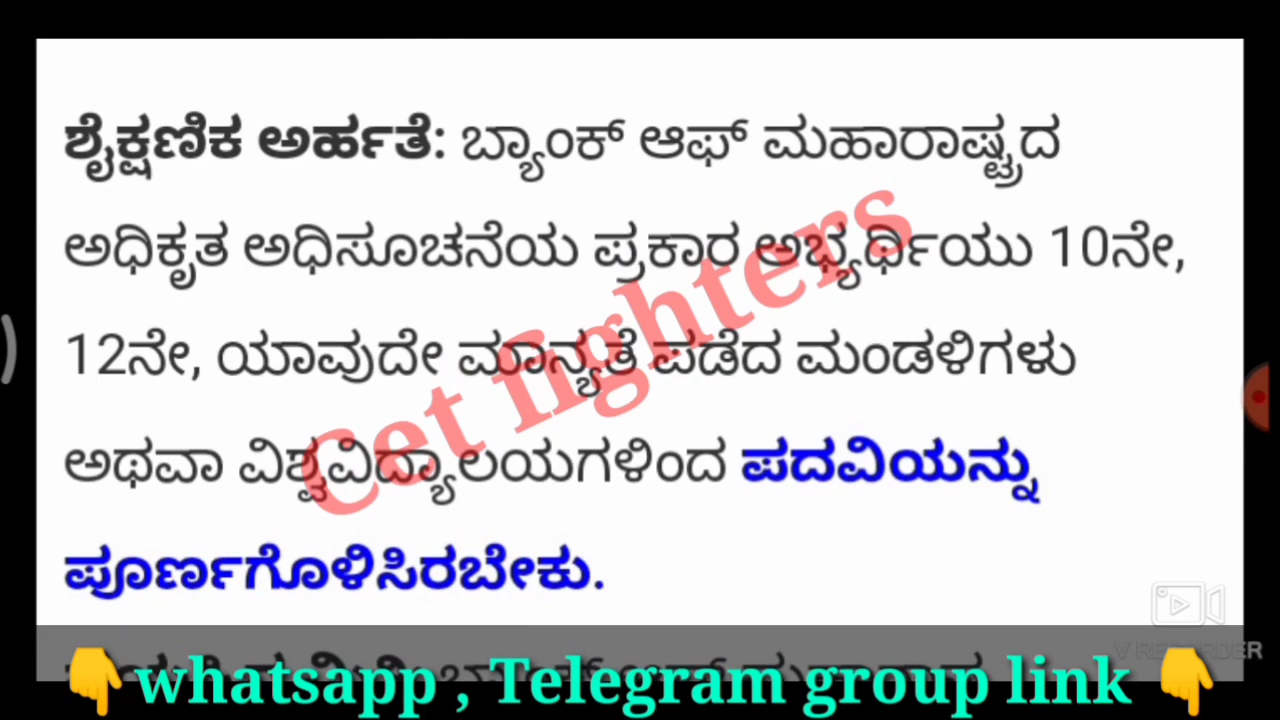 ಶೈಕ್ಷಣಿಕ ಅರ್ಹತೆ: ಬ್ಯಾಂಕ್ ಆಫ್ ಮಹಾರಾಷ್ಟ್ರದ
ಅಧಿಕೃತ ಅಧಿಸೂಚನೆಯ ಪ್ರಕಾರ ಅಭ್ಯರ್ಥಿಯು 10ನೇ,
12ನೇ, ಯಾವುದೇ ಮಾನ್ಯತೆ ಪಡೆದ ಮಂಡಳಿಗಳು
ಅಥವಾ ವಿಶ್ವವಿದ್ಯಾಲಯಗಳಿಂದ ಪದವಿಯನ್ನು
ಪೂರ್ಣಗೊಳಿಸಿರಬೇಕು.
Cet fighters
V RECORDER
👇whatsapp , Telegram group link 👇